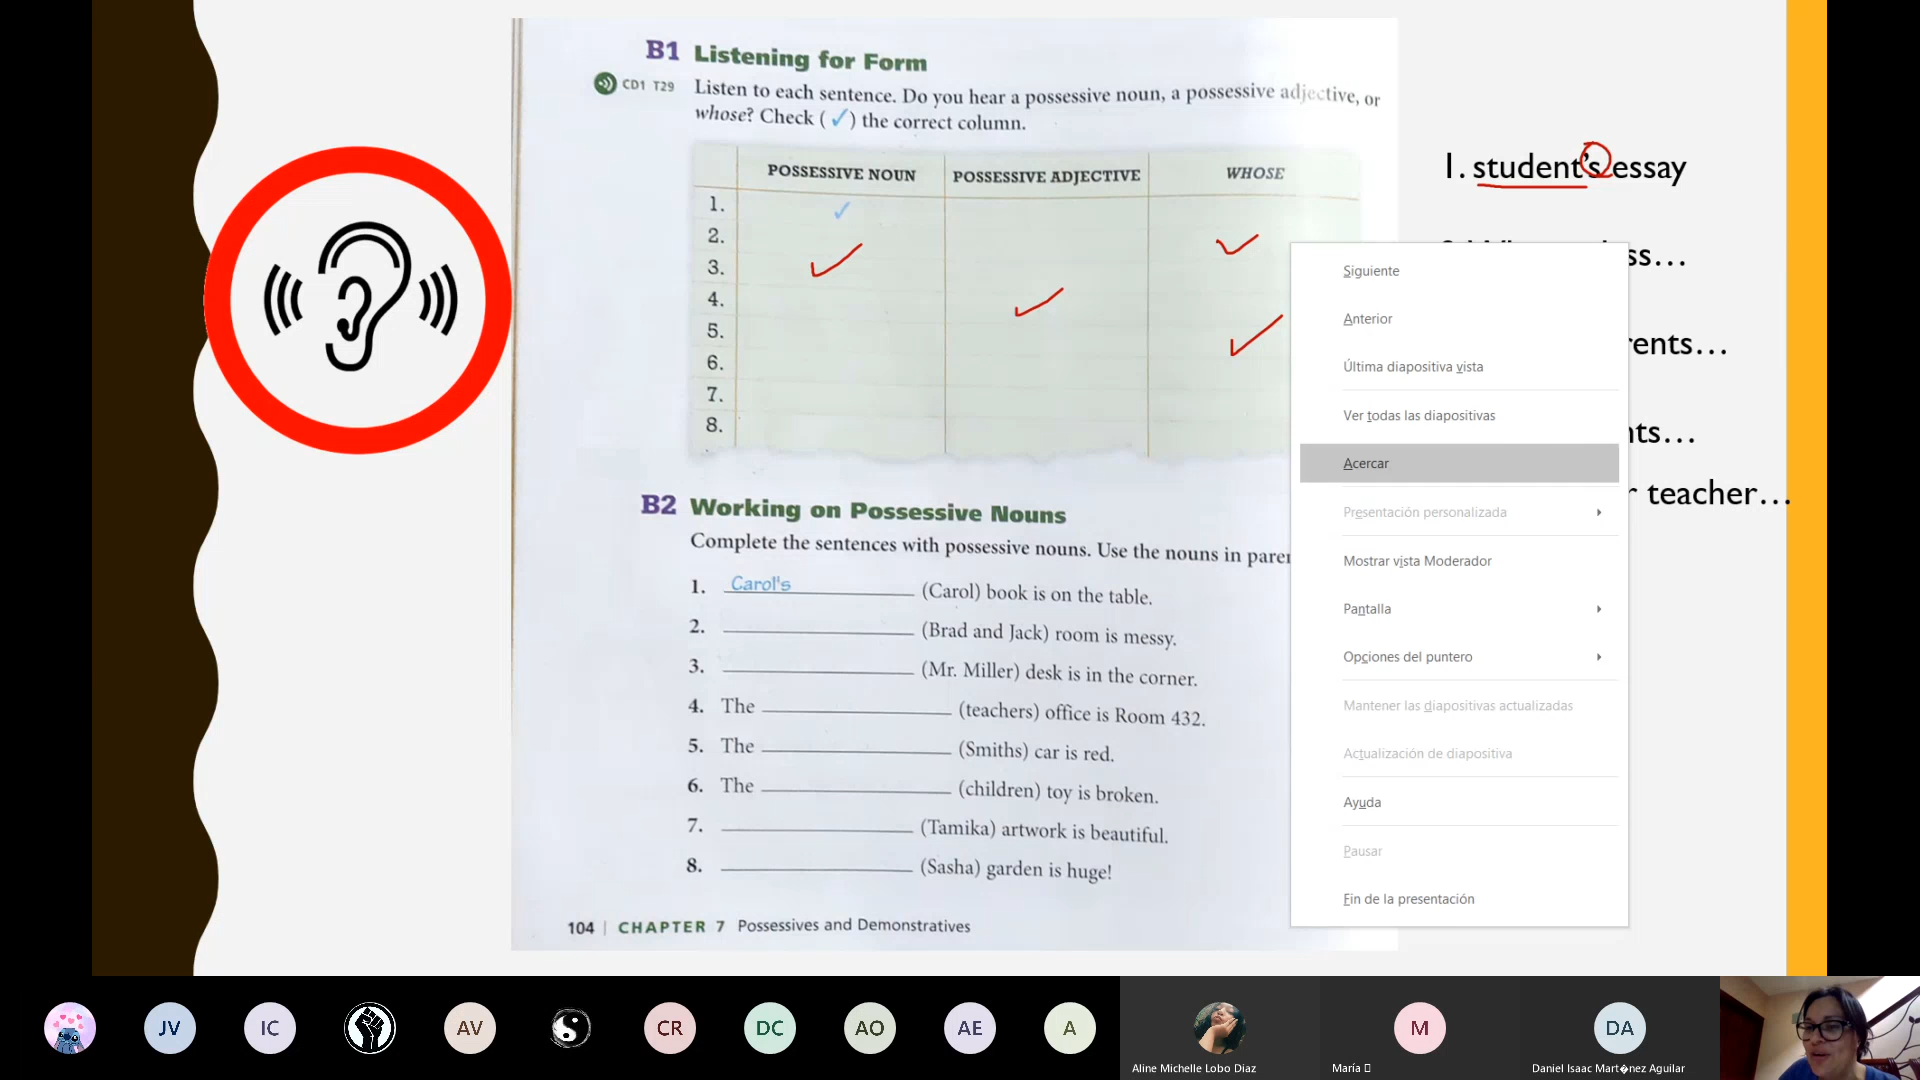 B1 Listening for Form
CD1 T29 Listen to each sentence. Do you hear a possessive noun, a possessive adjective, or
whose? Check (✓) the correct column.
POSSESSIVE NOUN POSSESSIVE ADJECTIVE WHOSE
1. ✓
2.
3.
4.
5.
6.
7.
8.
B2 Working on Possessive Nouns
Complete the sentences with possessive nouns. Use the nouns in
1. Carol's (Carol) book is on the table.
2. (Brad and Jack) room is messy.
3. (Mr. Miller) desk is in the corner.
4. The (teachers) office is Room 432.
5. The (Smiths) car is red.
6. The (children) toy is broken.
7. (Tamika) artwork is beautiful.
8. (Sasha) garden is huge!
104 | CHAPTER 7 Possessives and Demonstratives
1. student's essay
ss…
rents…
nts…
r teacher…
Siguiente
Anterior
Última diapositiva vista
Ver todas las diapositivas
Acercar
Presentación personalizada
Mostrar vista Moderador
Pantalla
Opciones del puntero
Mantener las diapositivas actualizadas
Actualización de diapositiva
Ayuda
Pausar
Fin de la presentación
JV IC AV CR DC AO AE A M DA
Aline Michelle Lobo Diaz María Daniel Isaac Mart�nez Aguilar